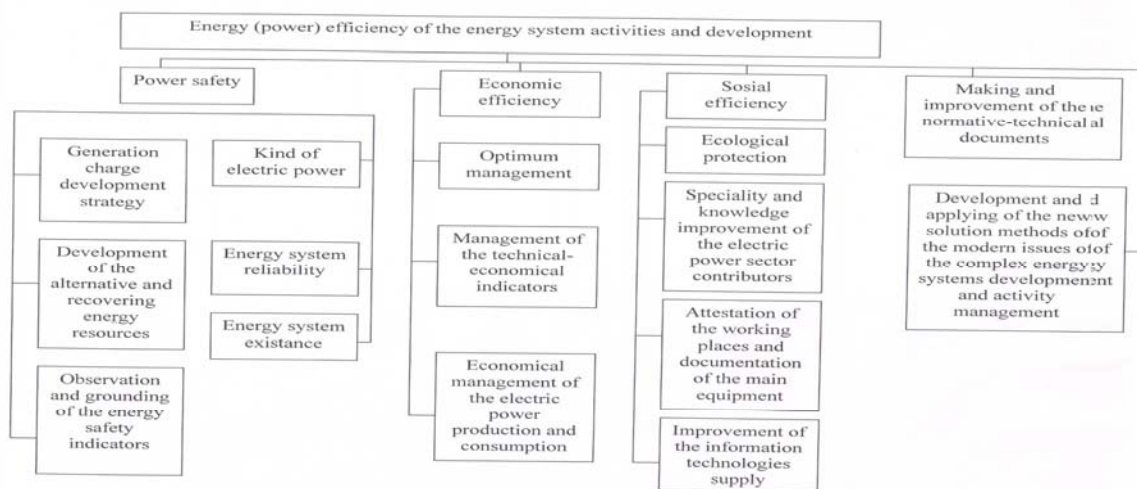 Energy (power) efficiency of the energy system activities and development
Power safety
Generation
charge
development
strategy
Development
of the
alternative and
recovering
energy
resources
Observation
and grounding
of the energy
safety
indicators
Kind of
electric power
Energy system
reliability
Energy system
existance
Economic
efficiency
Optimum
management
Management of
the technical-
economical
indicators
Economical
management of
the electric
power
production and
consumption
Sosial
efficiency
Ecological
protection
Speciality and
knowledge
improvement of
the electric
power sector
contributors
Attestation of
the working
places and
documentation
of the main
equipment
Improvement of
the information
technologies
supply
Making and
improvement of the
normative-technical
documents
Development and
applying of the new
solution methods of
the modern issues of
the complex energy
systems development
and activity
management